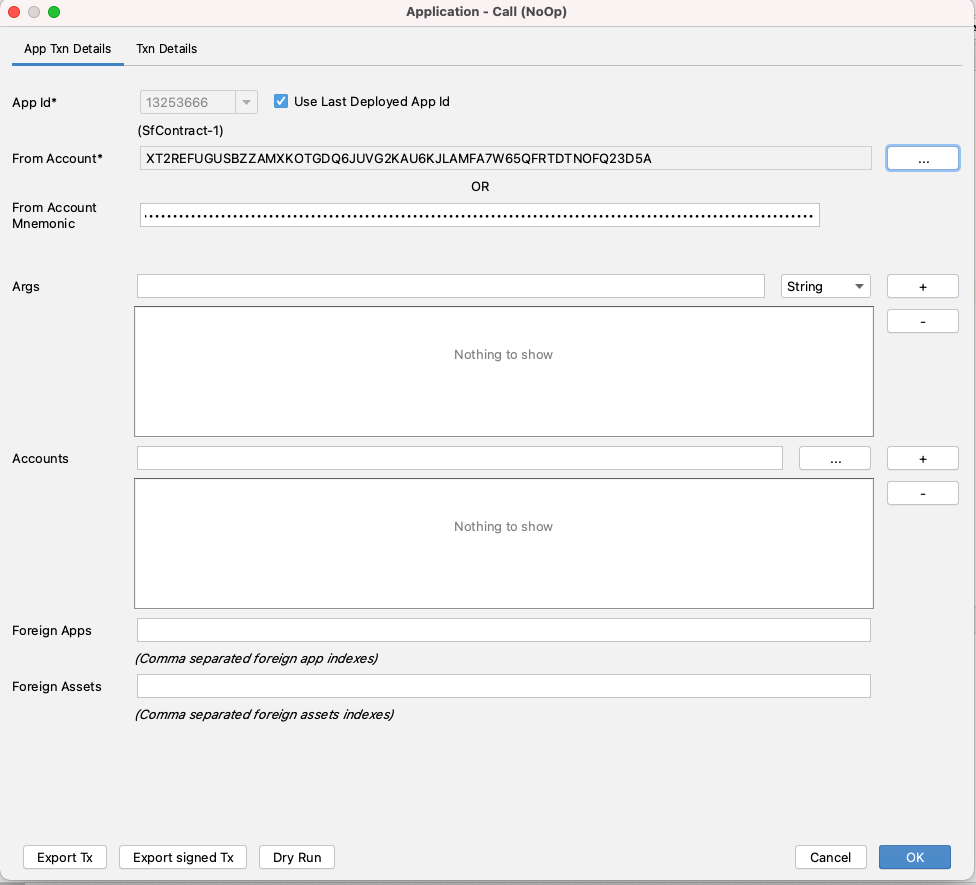 Application - Call (NoOp)
App Txn Details Txn Details
App Id* 13253666 Use Last Deployed App Id
(SfContract-1)
From Account* XT2REFUGUSBZZAMXKOTGDQ6JUVG2KAU6KJLAMFA7W65QFRTDTNOFQ23D5A ...
OR
From Account
Mnemonic
Args String +
-
Nothing to show
Accounts ... +
-
Nothing to show
Foreign Apps
(Comma separated foreign app indexes)
Foreign Assets
(Comma separated foreign assets indexes)
Export Tx Export signed Tx Dry Run Cancel OK